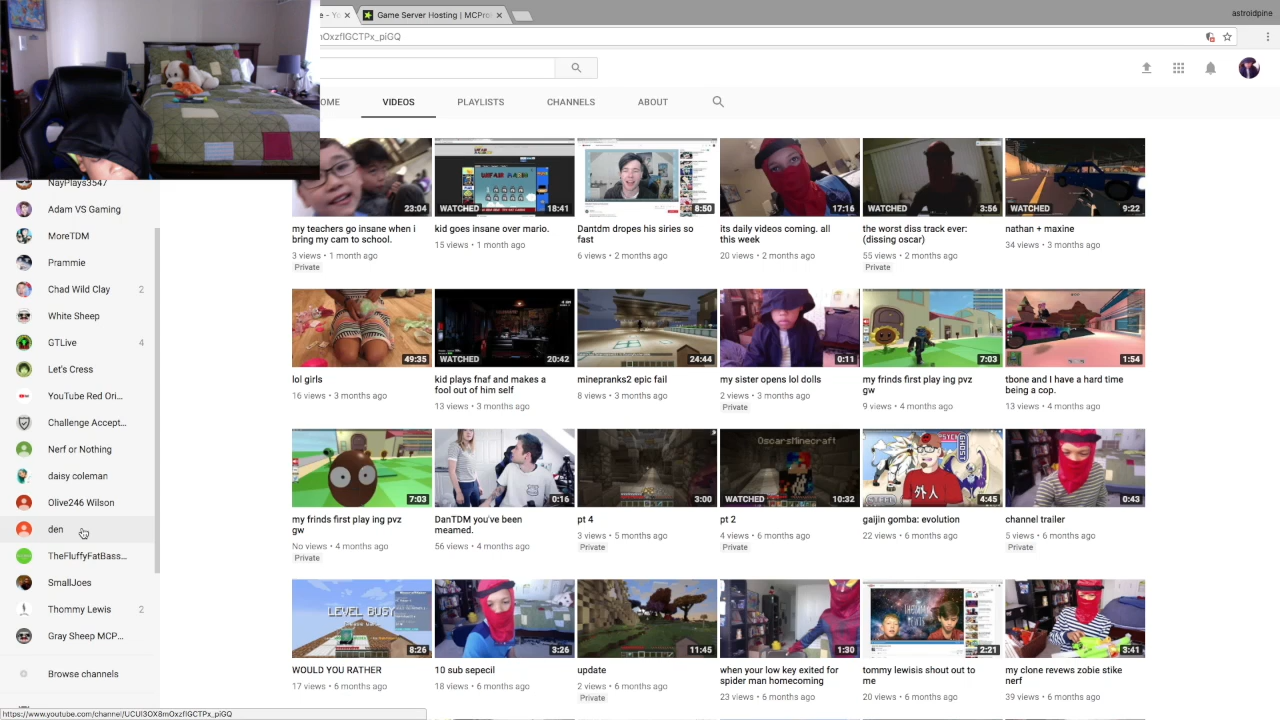 e - Yo
Game Server Hosting | MCPro
astroidpine
mOxzfIGCTPx_piGQ
OME
VIDEOS
PLAYLISTS
CHANNELS
ABOUT
NayPlays3547
Adam VS Gaming
MoreTDM
Prammie
Chad Wild Clay 2
White Sheep
GTLive 4
Let's Cress
YouTube Red Ori...
Challenge Accept...
Nerf or Nothing
daisy coleman
Olive246 Wilson
den
TheFluffyFatBass...
SmallJoes
Thommy Lewis 2
Gray Sheep MCP...
Browse channels
23:04
WATCHED 18:41
8:50
17:16
WATCHED 3:56
9:22
my teachers go insane when i
bring my cam to school.
3 views • 1 month ago
Private
kid goes insane over mario.
15 views • 1 month ago
Dantdm dropes his siries so
fast
6 views • 2 months ago
its daily videos coming. all
this week
20 views • 2 months ago
the worst diss track ever:
(dissing oscar)
55 views • 2 months ago
Private
nathan + maxine
34 views • 3 months ago
49:35
WATCHED 20:42
24:44
0:11
7:03
1:54
lol girls
16 views • 3 months ago
kid plays fnaf and makes a
fool out of him self
13 views • 3 months ago
minepranks2 epic fail
8 views • 3 months ago
my sister opens lol dolls
2 views • 3 months ago
Private
my frinds first play ing pvz
gw
9 views • 4 months ago
tbone and I have a hard time
being a cop.
13 views • 4 months ago
7:03
0:16
3:00
OscarsMinecraft
WATCHED 10:32
SYCN
GHOST
外人
4:45
0:43
my frinds first play ing pvz
gw
No views • 4 months ago
Private
DanTDM you've been
meamed.
56 views • 4 months ago
pt 4
3 views • 5 months ago
Private
pt 2
4 views • 6 months ago
Private
gaijin gomba: evolution
22 views • 6 months ago
channel trailer
5 views • 6 months ago
Private
LEVEL BUSY
8:26
3:26
11:45
1:30
2:21
3:41
WOULD YOU RATHER
17 views • 6 months ago
10 sub sepecil
18 views • 6 months ago
update
2 views • 6 months ago
Private
when your low key exited for
spider man homecoming
23 views • 6 months ago
tommy lewisis shout out to
me
20 views • 6 months ago
my clone revews zobie stike
nerf
39 views • 6 months ago
https://www.youtube.com/channel/UCUI3OX8mOxzfIGCTPx_piGQ